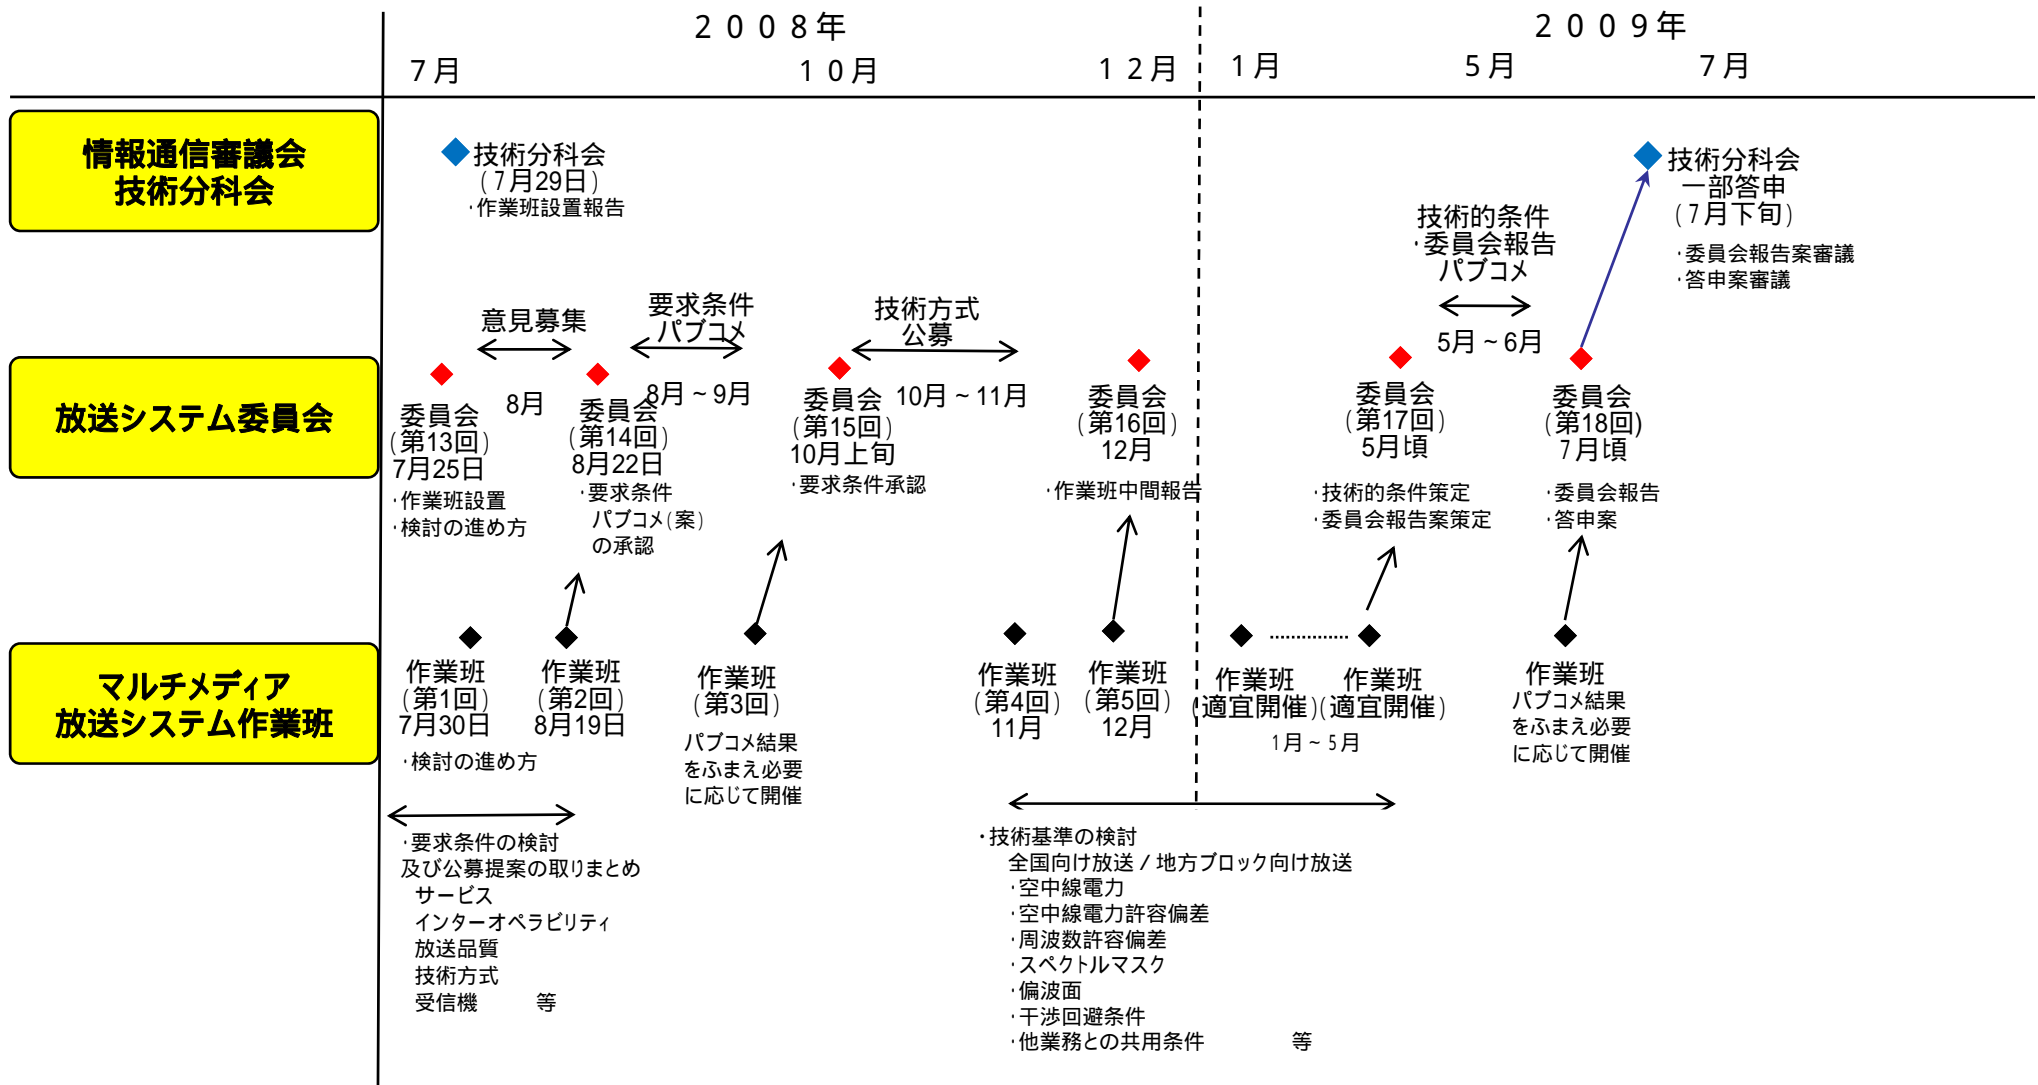 ２００８年
２００９年
７月
１０月
１２月
１月
５月
７月
情報通信審議会
技術分科会
技術分科会
(7月29日)
・作業班設置報告
技術的条件
・委員会報告
パブコメ
5月～6月
技術分科会
一部答申
(7月下旬)
・委員会報告案審議
・答申案審議
放送システム委員会
意見募集
8月
要求条件
パブコメ
8月～9月
技術方式
公募
10月～11月
委員会
(第13回)
7月25日
・作業班設置
・検討の進め方
委員会
(第14回)
8月22日
・要求条件
パブコメ(案)
の承認
委員会
(第15回)
10月上旬
・要求条件承認
委員会
(第16回)
12月
・作業班中間報告
委員会
(第17回)
5月頃
・技術的条件策定
・委員会報告案策定
委員会
(第18回)
7月頃
・委員会報告
・答申案
マルチメディア
放送システム作業班
作業班
(第1回)
7月30日
・検討の進め方
作業班
(第2回)
8月19日
作業班
(第3回)
パブコメ結果
をふまえ必要
に応じて開催
作業班
(第4回)
11月
作業班
(第5回)
12月
作業班
(適宜開催)
作業班
(適宜開催)
1月～5月
作業班
パブコメ結果
をふまえ必要
に応じて開催
・要求条件の検討
及び公募提案の取りまとめ
サービス
インターオペラビリティ
放送品質
技術方式
受信機　　等
・技術基準の検討
全国向け放送/地方ブロック向け放送
・空中線電力
・空中線電力許容偏差
・周波数許容偏差
・スペクトルマスク
・偏波面
・干渉回避条件
・他業務との共用条件　　　　等